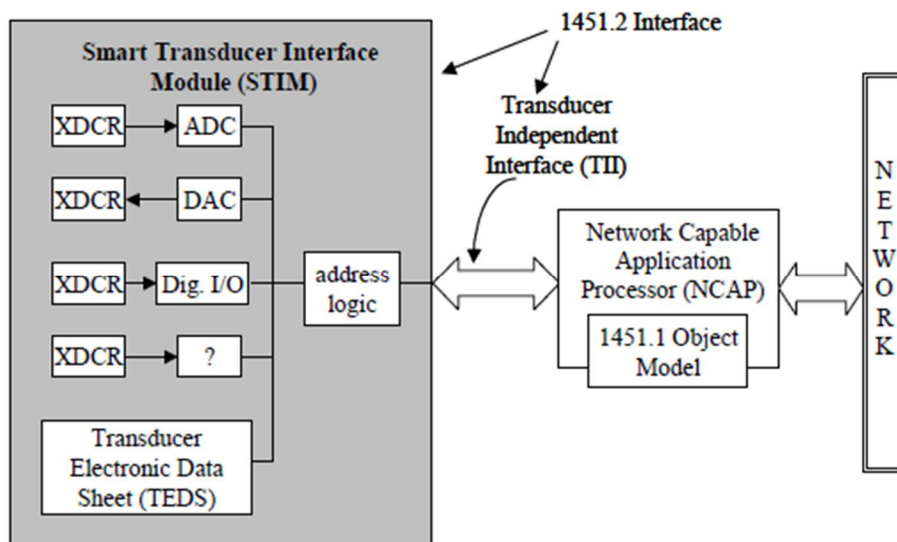 Smart Transducer Interface
Module (STIM)
XDCR
ADC
XDCR
DAC
XDCR
Dig. I/O
XDCR
?
Transducer
Electronic Data
Sheet (TEDS)
address
logic
1451.2 Interface
Transducer
Independent
Interface (TII)
Network Capable
Application
Processor (NCAP)
1451.1 Object
Model
N
E
T
W
O
R
K